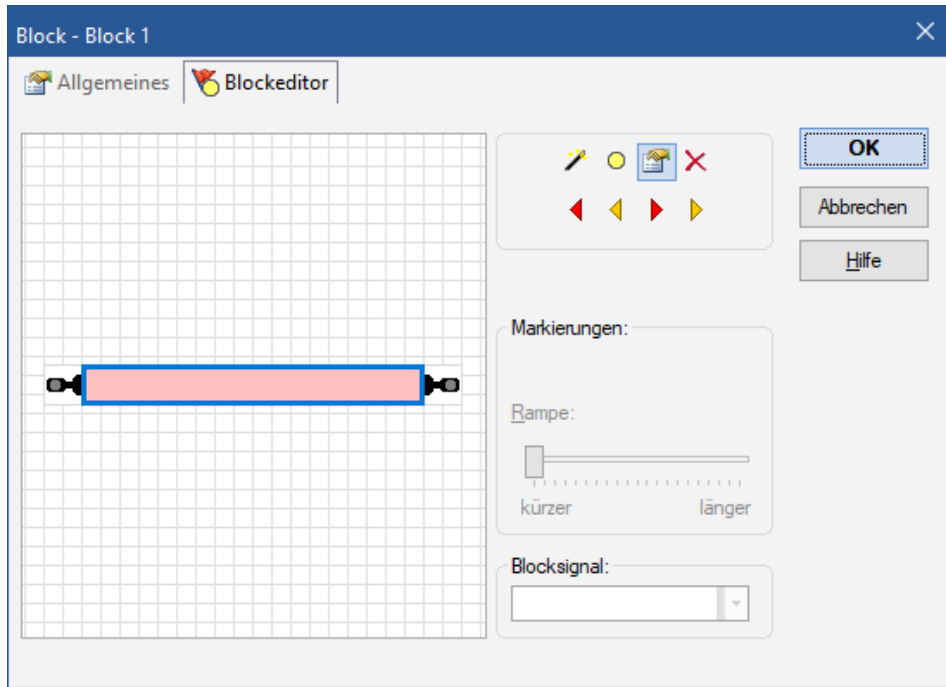 Block - Block 1
Allgemeines
Blockeditor
OK
Abbrechen
Hilfe
Markierungen:
Rampe:
kürzer länger
Blocksignal: